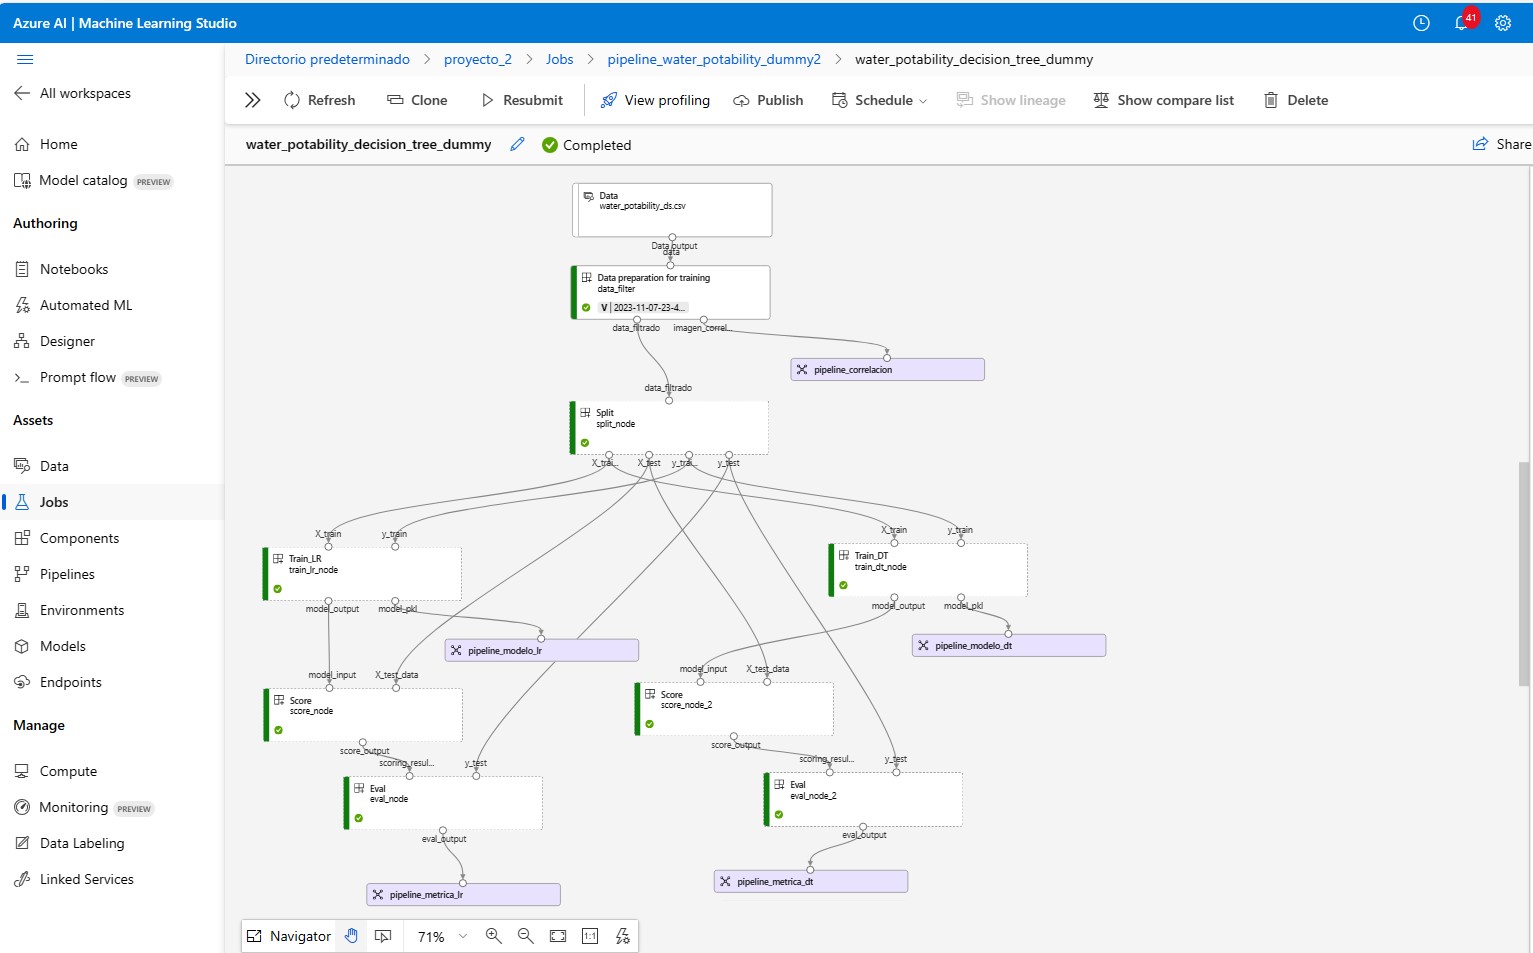 Azure AI | Machine Learning Studio
41
All workspaces
Home
Model catalog PREVIEW
Authoring
Notebooks
Automated ML
Designer
Prompt flow PREVIEW
Assets
Data
Jobs
Components
Pipelines
Environments
Models
Endpoints
Manage
Compute
Monitoring PREVIEW
Data Labeling
Linked Services
Directorio predeterminado > proyecto_2 > Jobs > pipeline_water_potability_dummy2 > water_potability_decision_tree_dummy
Refresh Clone Resubmit View profiling Publish Schedule Show lineage Show compare list Delete
water_potability_decision_tree_dummy Completed Share
Data
water_potability_ds.csv
Data output
data
Data preparation for training
data_filter
V | 2023-11-07-23-4...
data_filtrado imagen_correl...
pipeline_correlacion
data_filtrado
Split
split_node
X_trai... X_test y_trai... y_test
X_train y_train
Train_LR
train_lr_node
model_output model_pkl
pipeline_modelo_lr
X_train y_train
Train_DT
train_dt_node
model_output model_pkl
pipeline_modelo_dt
model_input X_test_data
Score
score_node
score_output
model_input X_test_data
Score
score_node_2
score_output
scoring_resul... y_test
Eval
eval_node
eval_output
pipeline_metrica_lr
scoring_resul... y_test
Eval
eval_node_2
eval_output
pipeline_metrica_dt
Navigator 71% 1:1